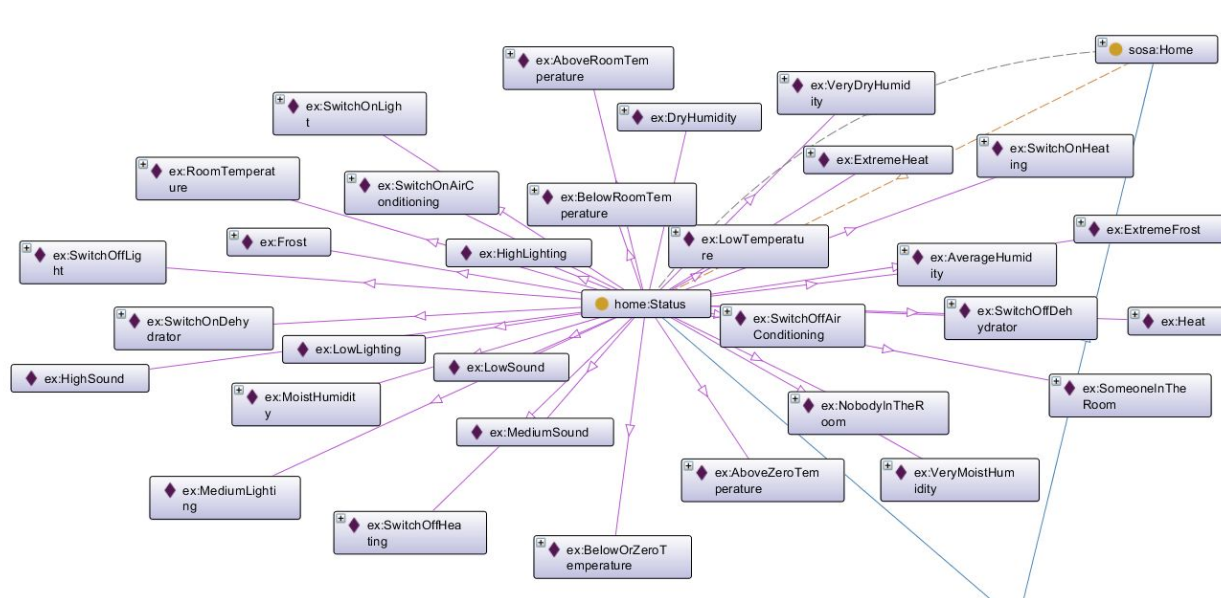 sosa:Home
ex:AboveRoomTem
perature
ex:VeryDryHumid
ity
ex:SwitchOnLigh
t
ex:DryHumidity
ex:SwitchOnHeat
ing
ex:ExtremeHeat
ex:RoomTemperat
ure
ex:SwitchOnAirC
onditioning
ex:BelowRoomTem
perature
ex:ExtremeFrost
ex:Frost
ex:LowTemperatu
re
ex:HighLighting
ex:SwitchOffLig
ht
ex:AverageHumid
ity
home:Status
ex:SwitchOnDehy
drator
ex:SwitchOffAir
Conditioning
ex:SwitchOffDeh
ydrator
ex:Heat
ex:LowLighting
ex:LowSound
ex:HighSound
ex:SomeoneInThe
Room
ex:MoistHumidit
y
ex:NobodyInTheR
oom
ex:MediumSound
ex:AboveZeroTem
perature
ex:VeryMoistHum
idity
ex:MediumLighti
ng
ex:SwitchOffHea
ting
ex:BelowOrZeroT
emperature